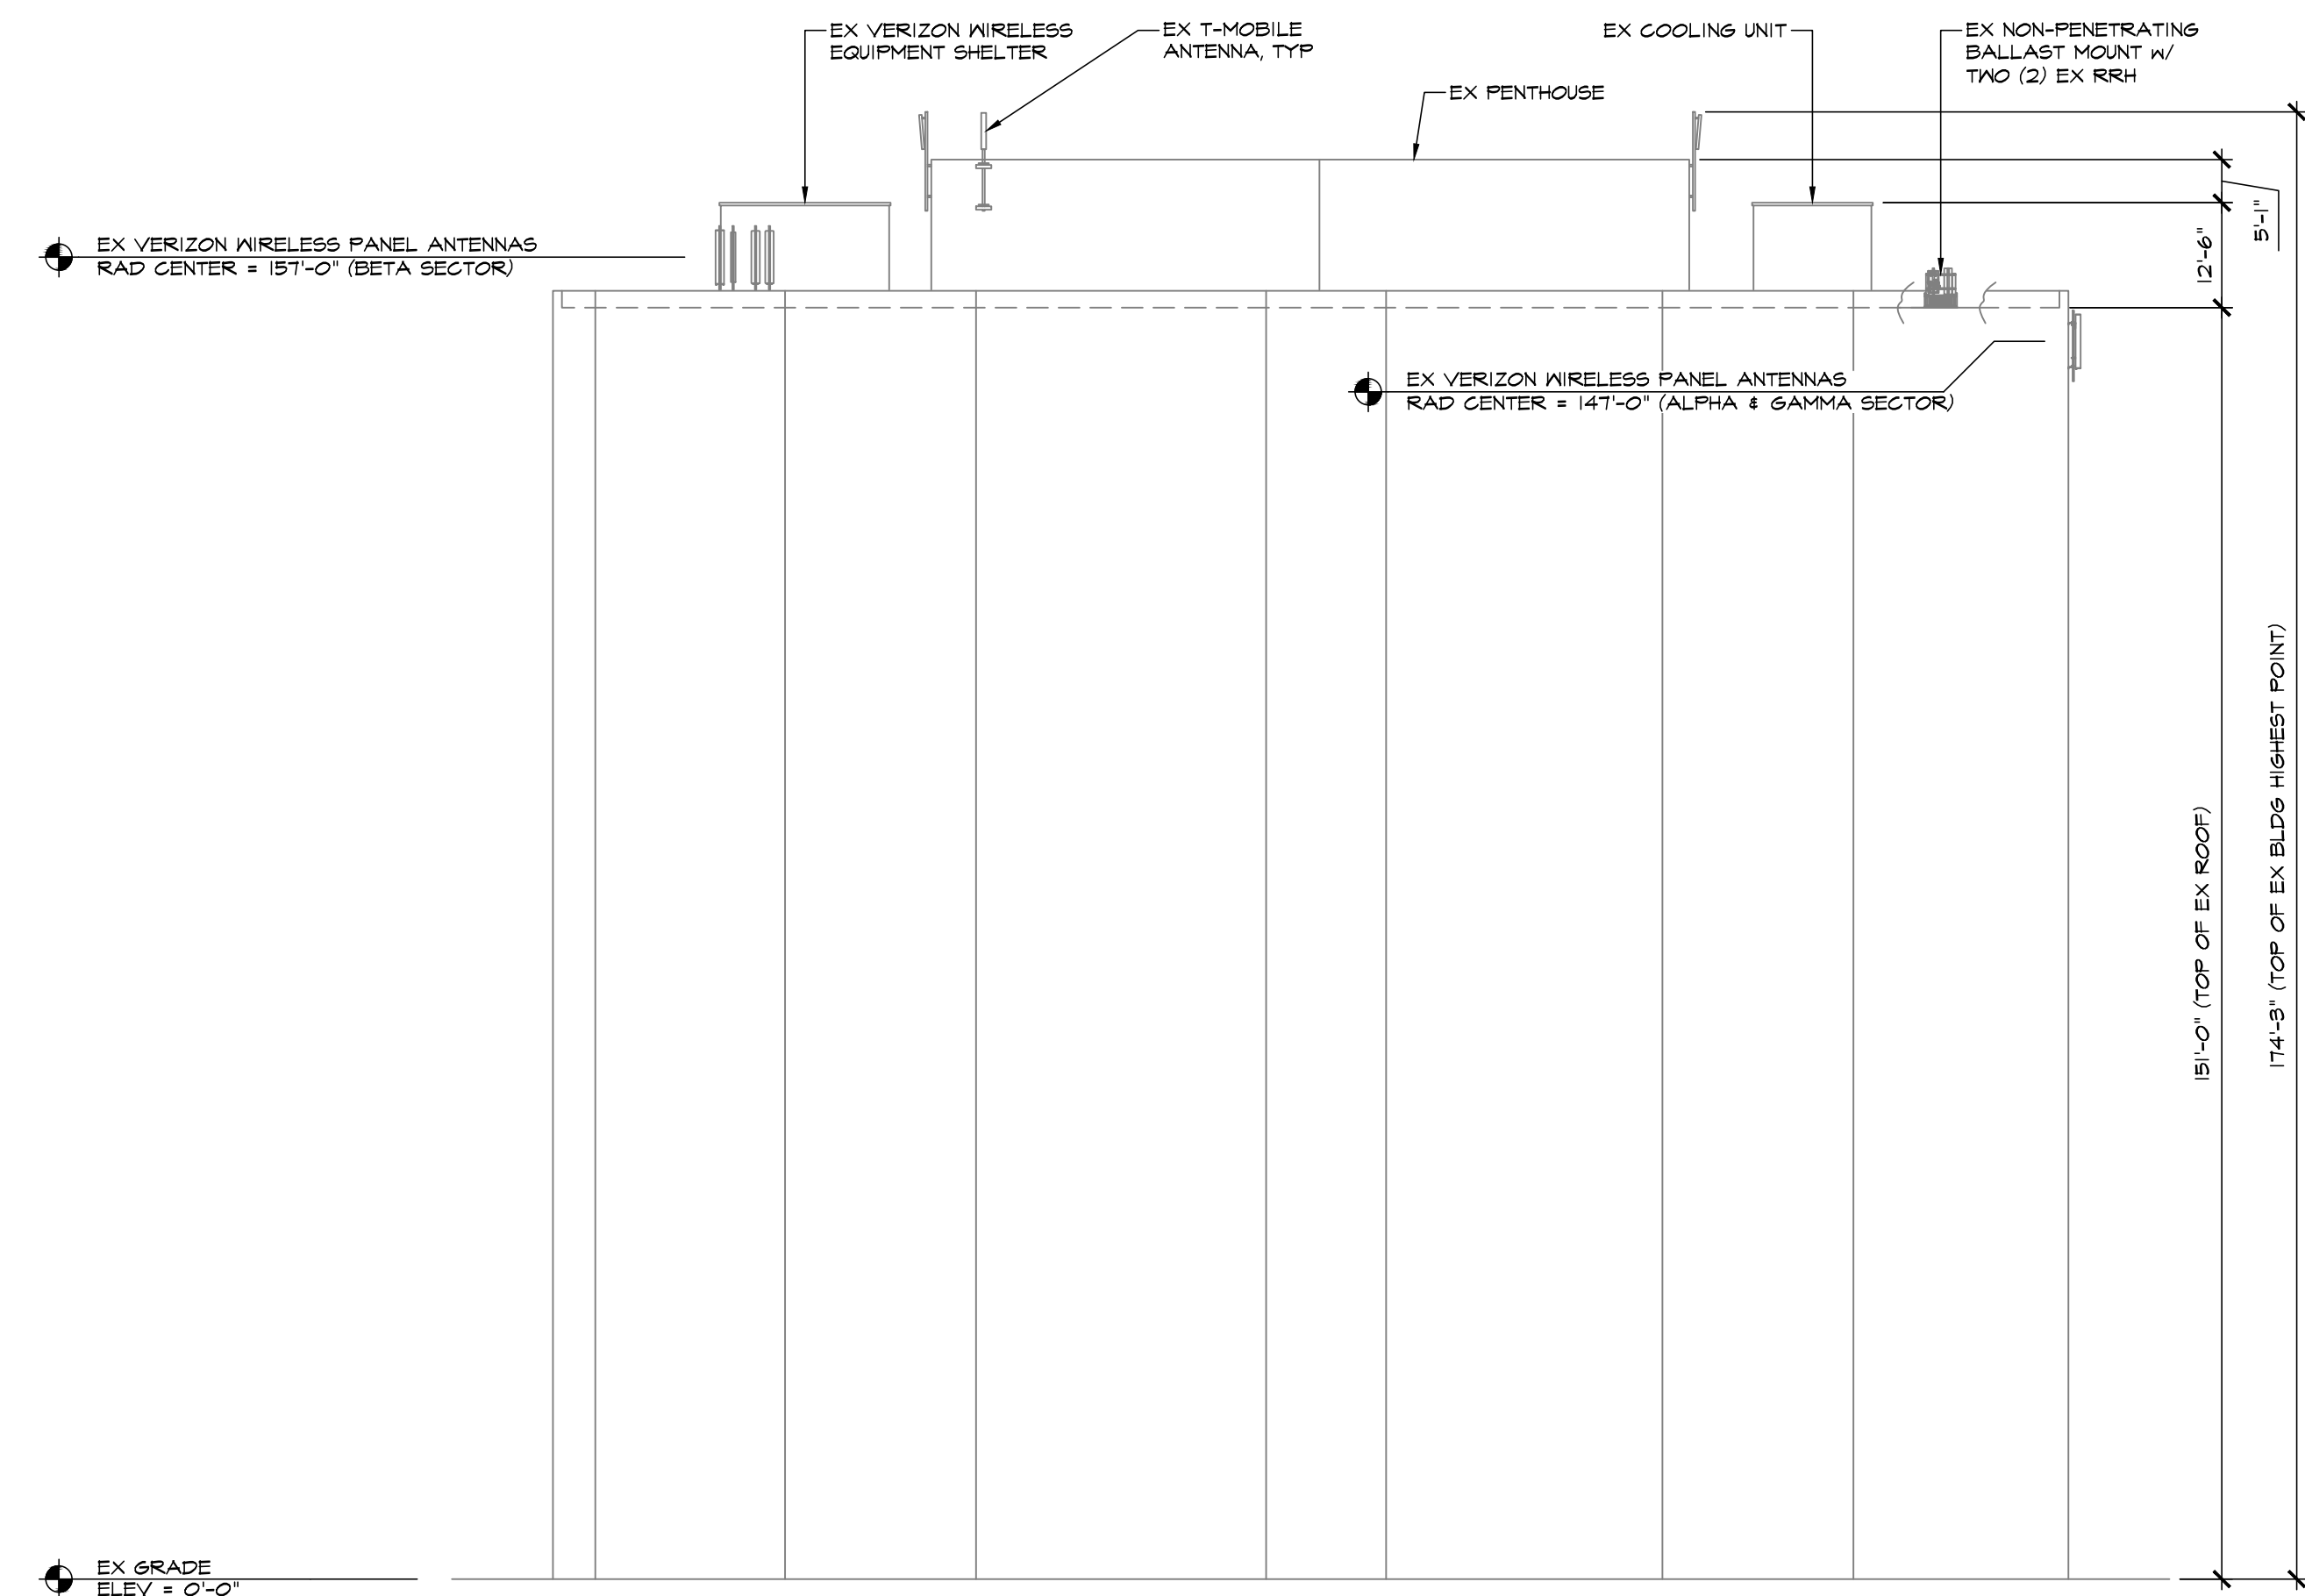 EX VERIZON WIRELESS
EQUIPMENT SHELTER
EX T-MOBILE
ANTENNA, TYP
EX PENTHOUSE
EX COOLING UNIT
EX NON-PENETRATING
BALLAST MOUNT w/
TWO (2) EX RRH
5'-1"
12'-6"
EX VERIZON WIRELESS PANEL ANTENNAS
RAD CENTER = 157'-0" (BETA SECTOR)
EX VERIZON WIRELESS PANEL ANTENNAS
RAD CENTER = 147'-0" (ALPHA & GAMMA SECTOR)
151'-0" (TOP OF EX ROOF)
174'-3" (TOP OF EX BLDG HIGHEST POINT)
EX GRADE
ELEV = 0'-0"